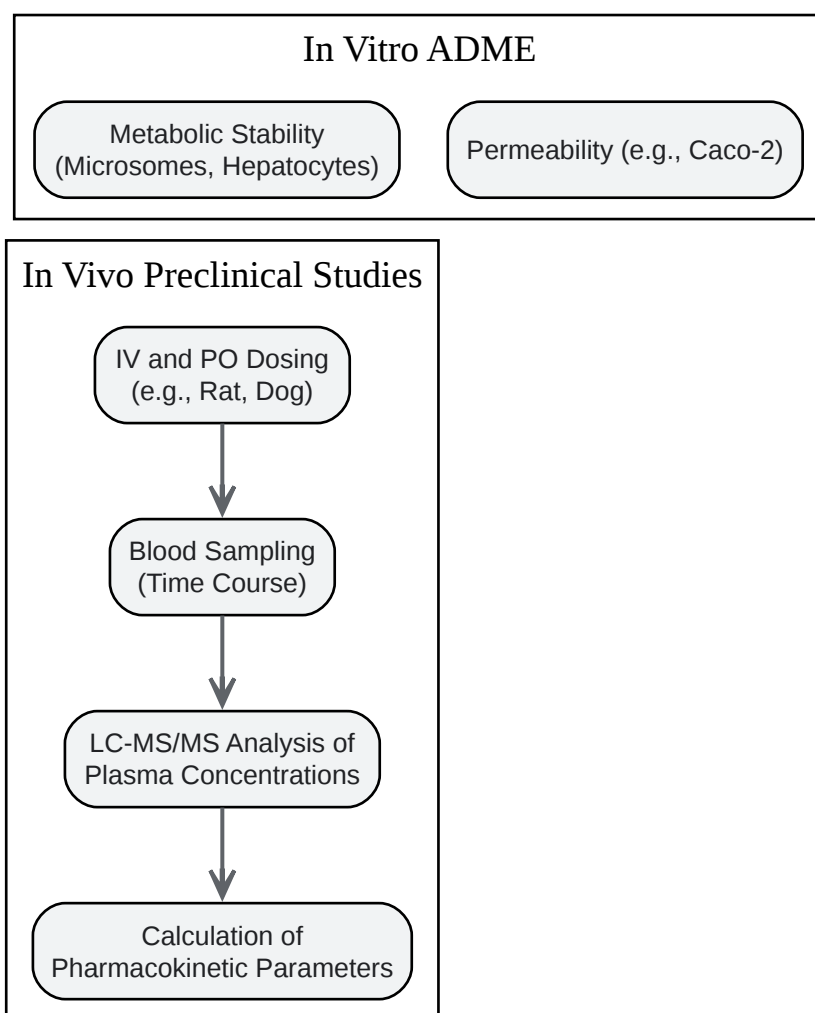 In Vitro ADME
Metabolic Stability
(Microsomes, Hepatocytes)
Permeability (e.g., Caco-2)
In Vivo Preclinical Studies
IV and PO Dosing
(e.g., Rat, Dog)
Blood Sampling
(Time Course)
LC-MS/MS Analysis of
Plasma Concentrations
Calculation of
Pharmacokinetic Parameters